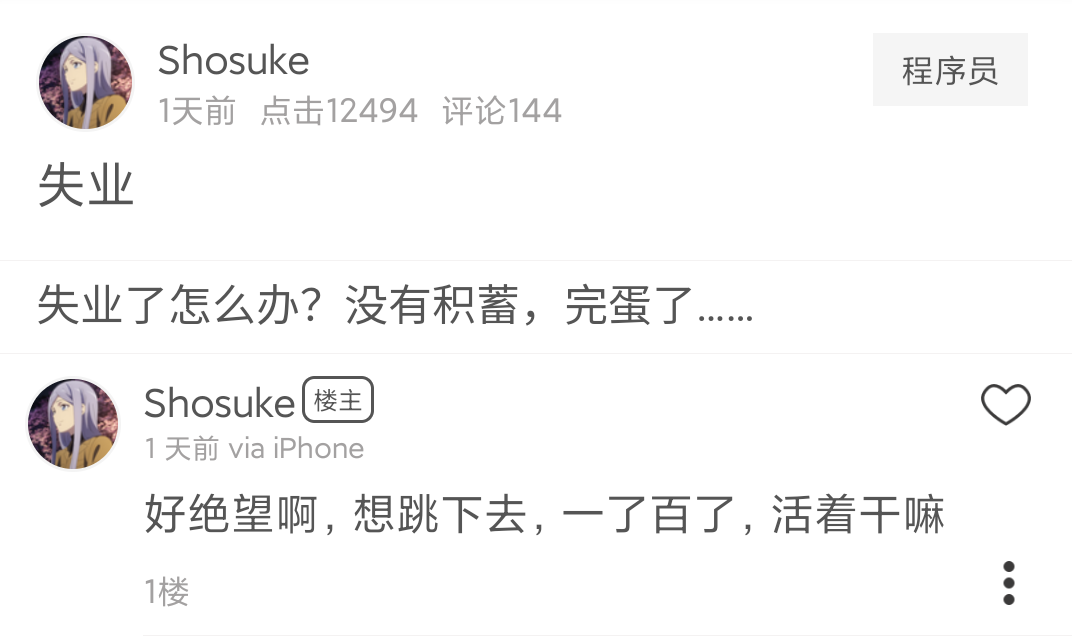 Shosuke
程序员
1天前 点击12494 评论144
失业
失业了怎么办？没有积蓄，完蛋了……
Shosuke 楼主
1 天前 via iPhone
好绝望啊, 想跳下去, 一了百了, 活着干嘛
1楼